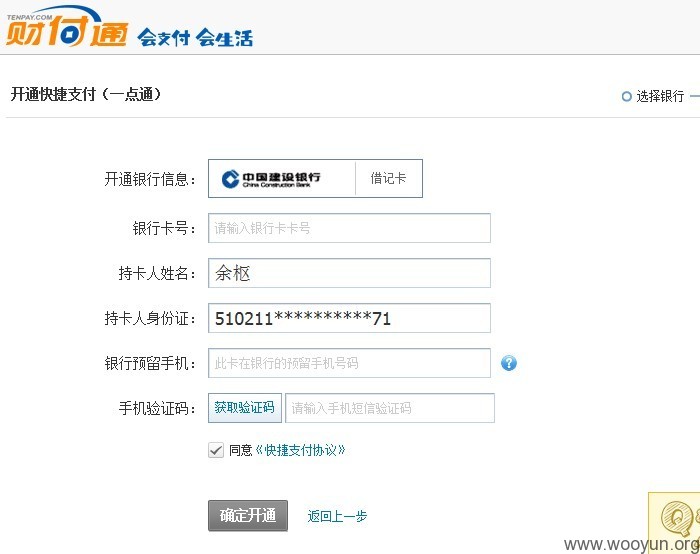 TENPAY.COM
财付通 会支付 会生活
开通快捷支付（一点通）
选择银行
开通银行信息： 中国建设银行 China Construction Bank 借记卡
银行卡号： 请输入银行卡卡号
持卡人姓名： 余枢
持卡人身份证： 510211**********71
银行预留手机： 此卡在银行的预留手机号码 ?
手机验证码： 获取验证码 请输入手机短信验证码
同意《快捷支付协议》
确定开通 返回上一步
www.wooyun.org